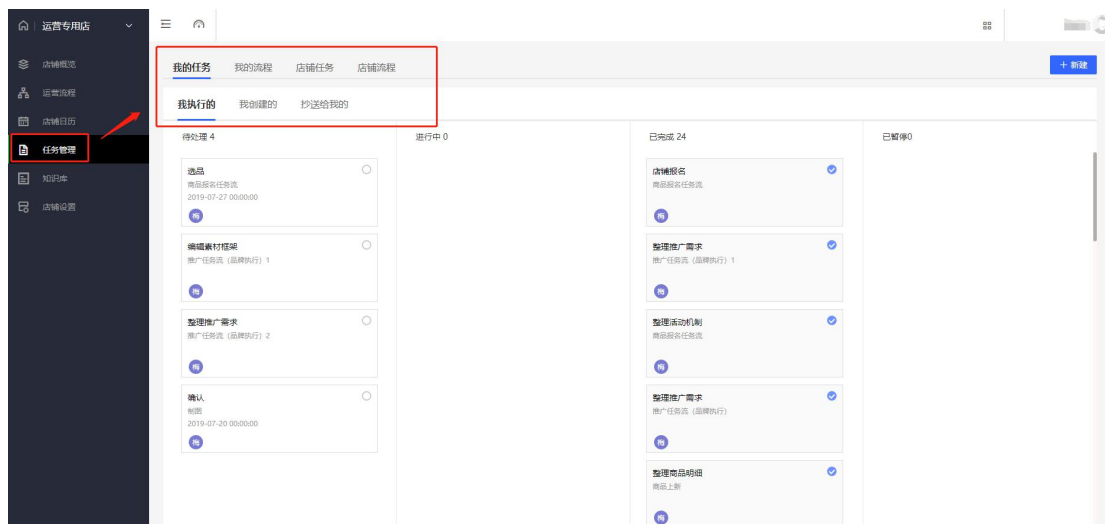 运营专用店
店铺概览
运营流程
店铺日历
任务管理
知识库
店铺设置
我的任务 我的流程 店铺任务 店铺流程
+ 新建
我执行的 我创建的 抄送给我的
待处理 4
选品
商品报名任务流
2019-07-27 00:00:00
梅
编辑素材框架
推广任务流（品牌执行）1
梅
整理推广需求
推广任务流（品牌执行）2
梅
确认
制图
2019-07-20 00:00:00
梅
进行中 0
已完成 24
店铺报名
商品报名任务流
梅
整理推广需求
推广任务流（品牌执行）1
梅
整理活动机制
商品报名任务流
梅
整理推广需求
推广任务流（品牌执行）
梅
整理商品明细
商品上新
梅
已暂停0